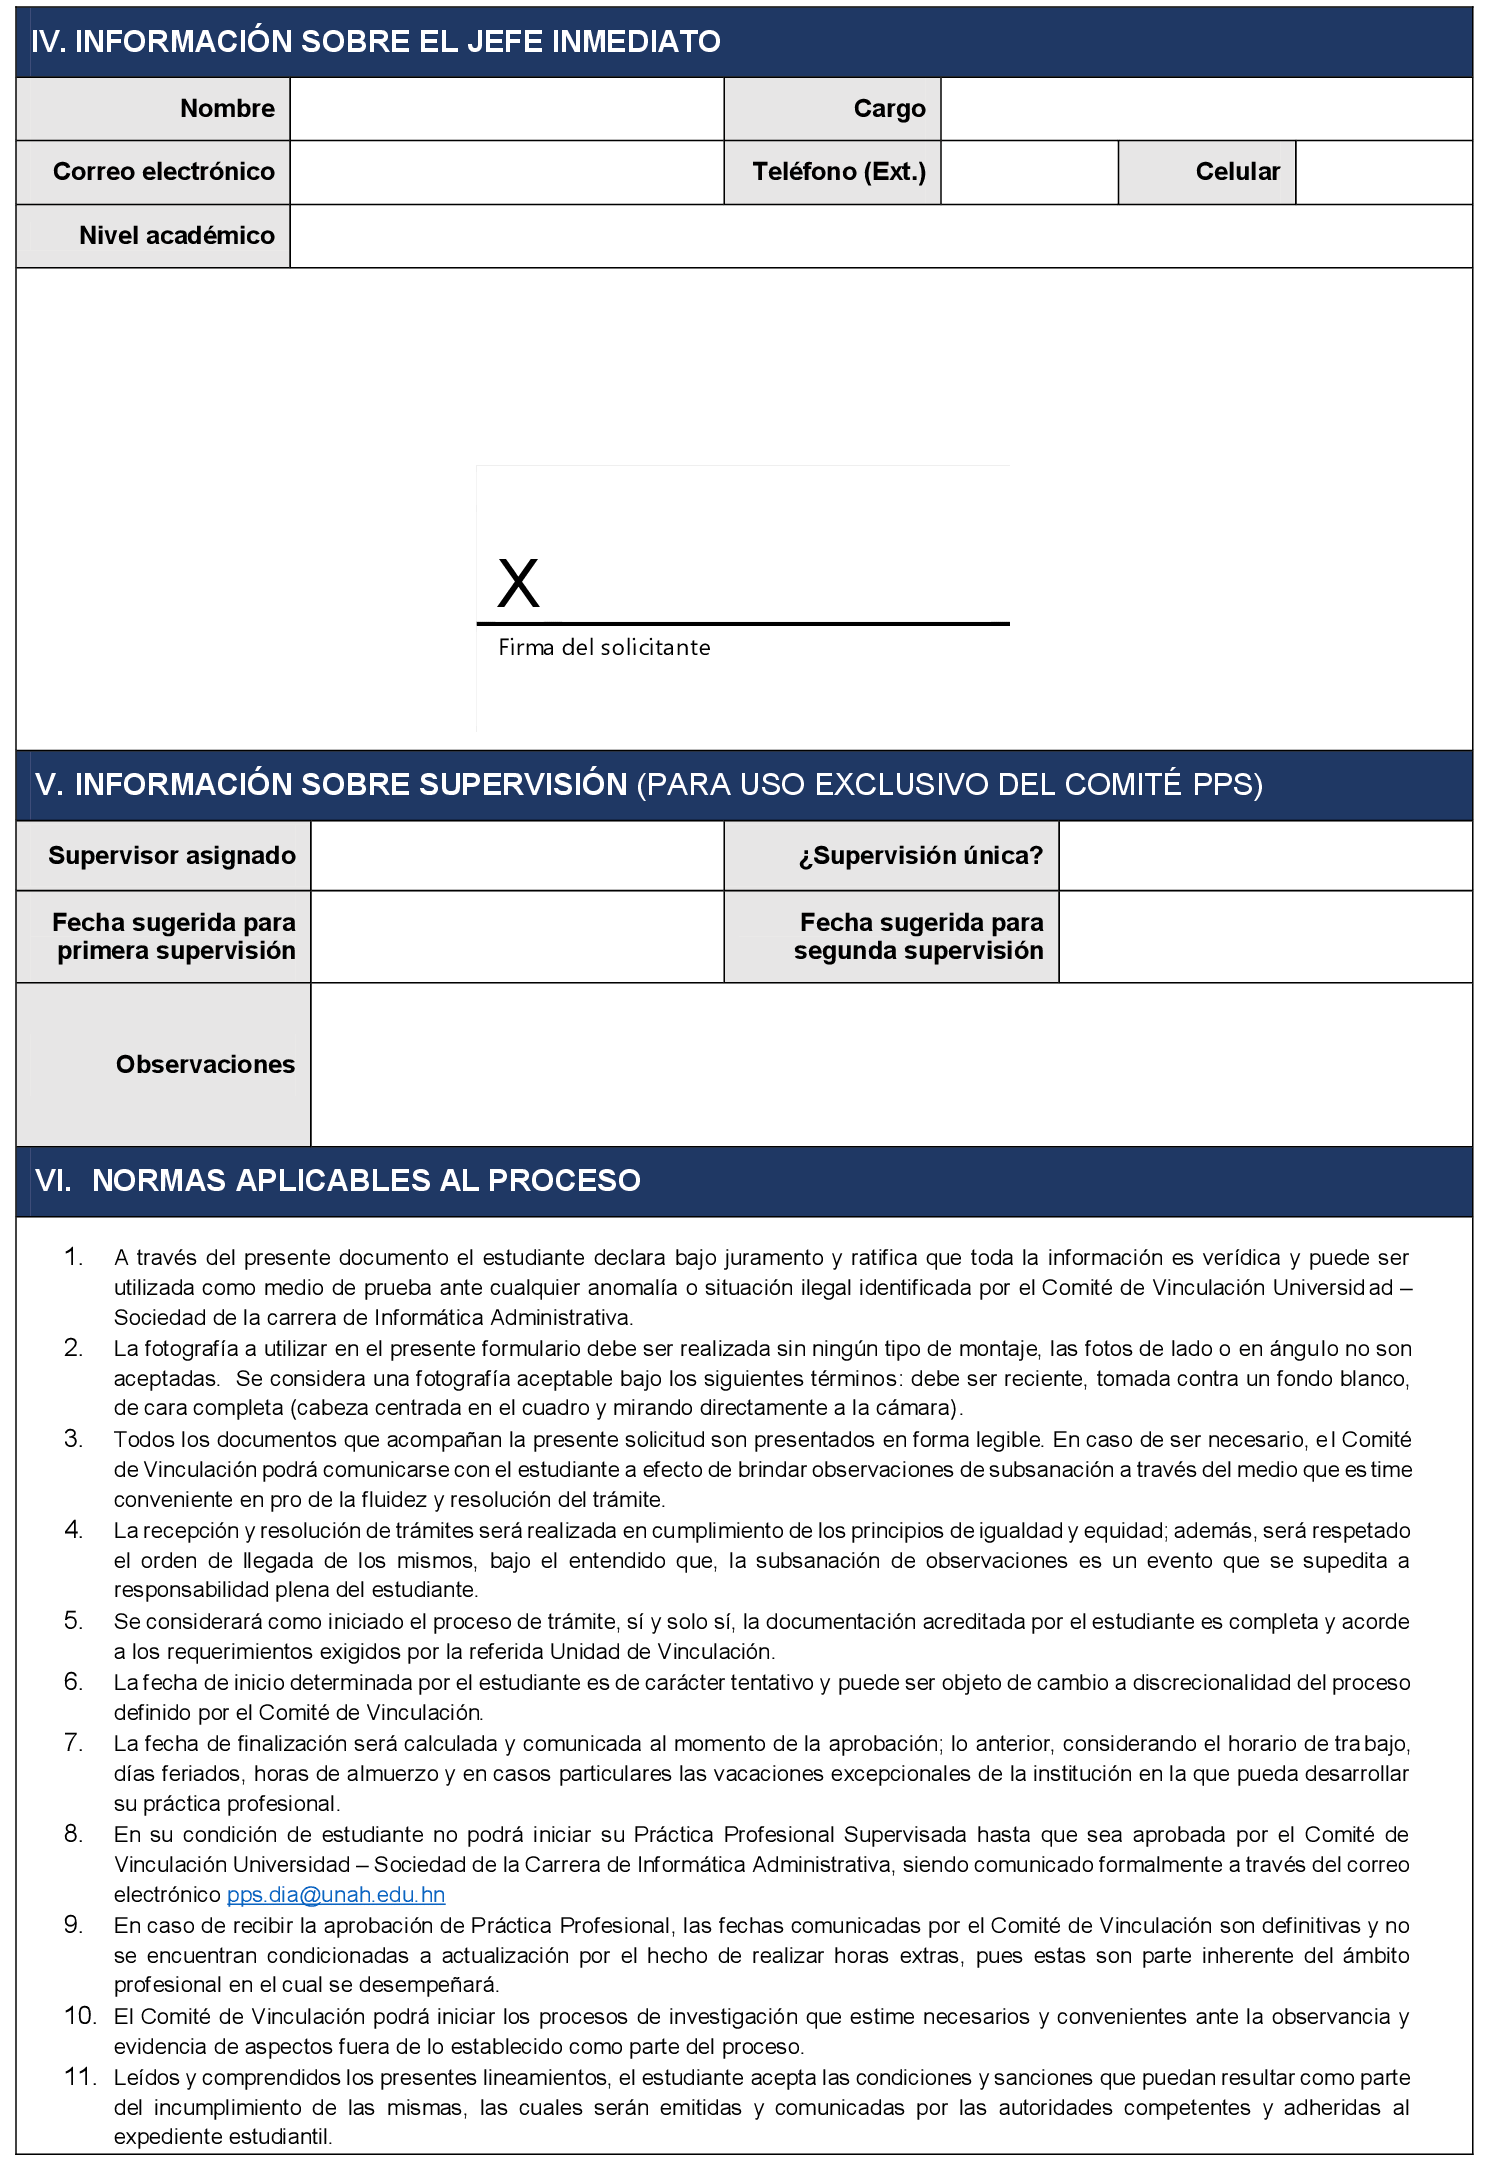 IV. INFORMACIÓN SOBRE EL JEFE INMEDIATO
Nombre
Cargo
Correo electrónico
Teléfono (Ext.)
Celular
Nivel académico
X
Firma del solicitante
V. INFORMACIÓN SOBRE SUPERVISIÓN (PARA USO EXCLUSIVO DEL COMITÉ PPS)
Supervisor asignado
¿Supervisión única?
Fecha sugerida para
primera supervisión
Fecha sugerida para
segunda supervisión
Observaciones
VI. NORMAS APLICABLES AL PROCESO
1. A través del presente documento el estudiante declara bajo juramento y ratifica que toda la información es verídica y puede ser
utilizada como medio de prueba ante cualquier anomalía o situación ilegal identificada por el Comité de Vinculación Universidad –
Sociedad de la carrera de Informática Administrativa.
2. La fotografía a utilizar en el presente formulario debe ser realizada sin ningún tipo de montaje, las fotos de lado o en ángulo no son
aceptadas. Se considera una fotografía aceptable bajo los siguientes términos: debe ser reciente, tomada contra un fondo blanco,
de cara completa (cabeza centrada en el cuadro y mirando directamente a la cámara).
3. Todos los documentos que acompañan la presente solicitud son presentados en forma legible. En caso de ser necesario, el Comité
de Vinculación podrá comunicarse con el estudiante a efecto de brindar observaciones de subsanación a través del medio que estime
conveniente en pro de la fluidez y resolución del trámite.
4. La recepción y resolución de trámites será realizada en cumplimiento de los principios de igualdad y equidad; además, será respetado
el orden de llegada de los mismos, bajo el entendido que, la subsanación de observaciones es un evento que se supedita a
responsabilidad plena del estudiante.
5. Se considerará como iniciado el proceso de trámite, sí y solo sí, la documentación acreditada por el estudiante es completa y acorde
a los requerimientos exigidos por la referida Unidad de Vinculación.
6. La fecha de inicio determinada por el estudiante es de carácter tentativo y puede ser objeto de cambio a discrecionalidad del proceso
definido por el Comité de Vinculación.
7. La fecha de finalización será calculada y comunicada al momento de la aprobación; lo anterior, considerando el horario de trabajo,
días feriados, horas de almuerzo y en casos particulares las vacaciones excepcionales de la institución en la que pueda desarrollar
su práctica profesional.
8. En su condición de estudiante no podrá iniciar su Práctica Profesional Supervisada hasta que sea aprobada por el Comité de
Vinculación Universidad – Sociedad de la Carrera de Informática Administrativa, siendo comunicado formalmente a través del correo
electrónico pps.dia@unah.edu.hn
9. En caso de recibir la aprobación de Práctica Profesional, las fechas comunicadas por el Comité de Vinculación son definitivas y no
se encuentran condicionadas a actualización por el hecho de realizar horas extras, pues estas son parte inherente del ámbito
profesional en el cual se desempeñará.
10. El Comité de Vinculación podrá iniciar los procesos de investigación que estime necesarios y convenientes ante la observancia y
evidencia de aspectos fuera de lo establecido como parte del proceso.
11. Leídos y comprendidos los presentes lineamientos, el estudiante acepta las condiciones y sanciones que puedan resultar como parte
del incumplimiento de las mismas, las cuales serán emitidas y comunicadas por las autoridades competentes y adheridas al
expediente estudiantil.